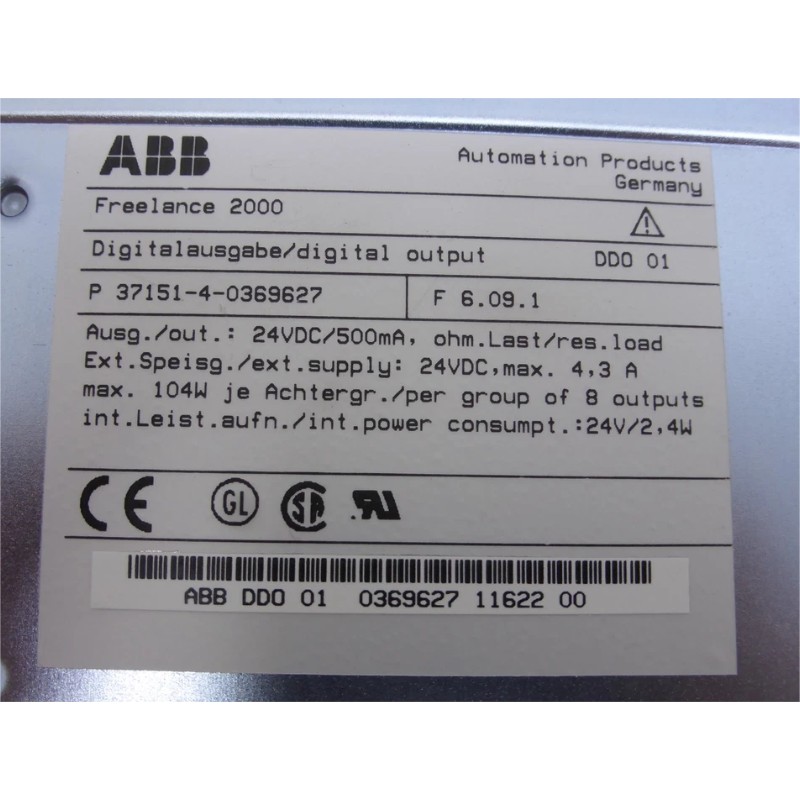 ABB
Automation Products
Germany
Freelance 2000
Digitalausgabe/digital output DDO 01
P 37151-4-0369627 F 6.09.1
Ausg./out.: 24VDC/500mA, ohm.Last/res.load
Ext.Speisg./ext.supply: 24VDC,max. 4,3 A
max. 104W je Achtergr./per group of 8 outputs
int.Leist.aufn./int.power consumpt.:24V/2,4W
CE GL SA UR
ABB DDO 01 0369627 11622 00